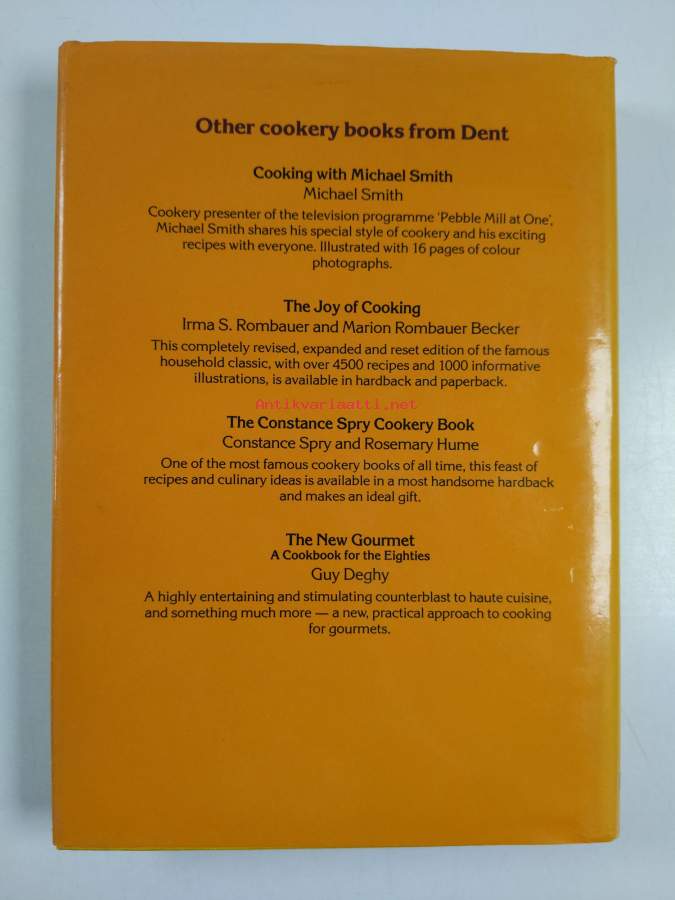 Other cookery books from Dent
Cooking with Michael Smith
Michael Smith
Cookery presenter of the television programme 'Pebble Mill at One',
Michael Smith shares his special style of cookery and his exciting
recipes with everyone. Illustrated with 16 pages of colour
photographs.
The Joy of Cooking
Irma S. Rombauer and Marion Rombauer Becker
This completely revised, expanded and reset edition of the famous
household classic, with over 4500 recipes and 1000 informative
illustrations, is available in hardback and paperback.
Antikvariaatti.net
The Constance Spry Cookery Book
Constance Spry and Rosemary Hume
One of the most famous cookery books of all time, this feast of
recipes and culinary ideas is available in a most handsome hardback
and makes an ideal gift.
The New Gourmet
A Cookbook for the Eighties
Guy Deghy
A highly entertaining and stimulating counterblast to haute cuisine,
and something much more — a new, practical approach to cooking
for gourmets.